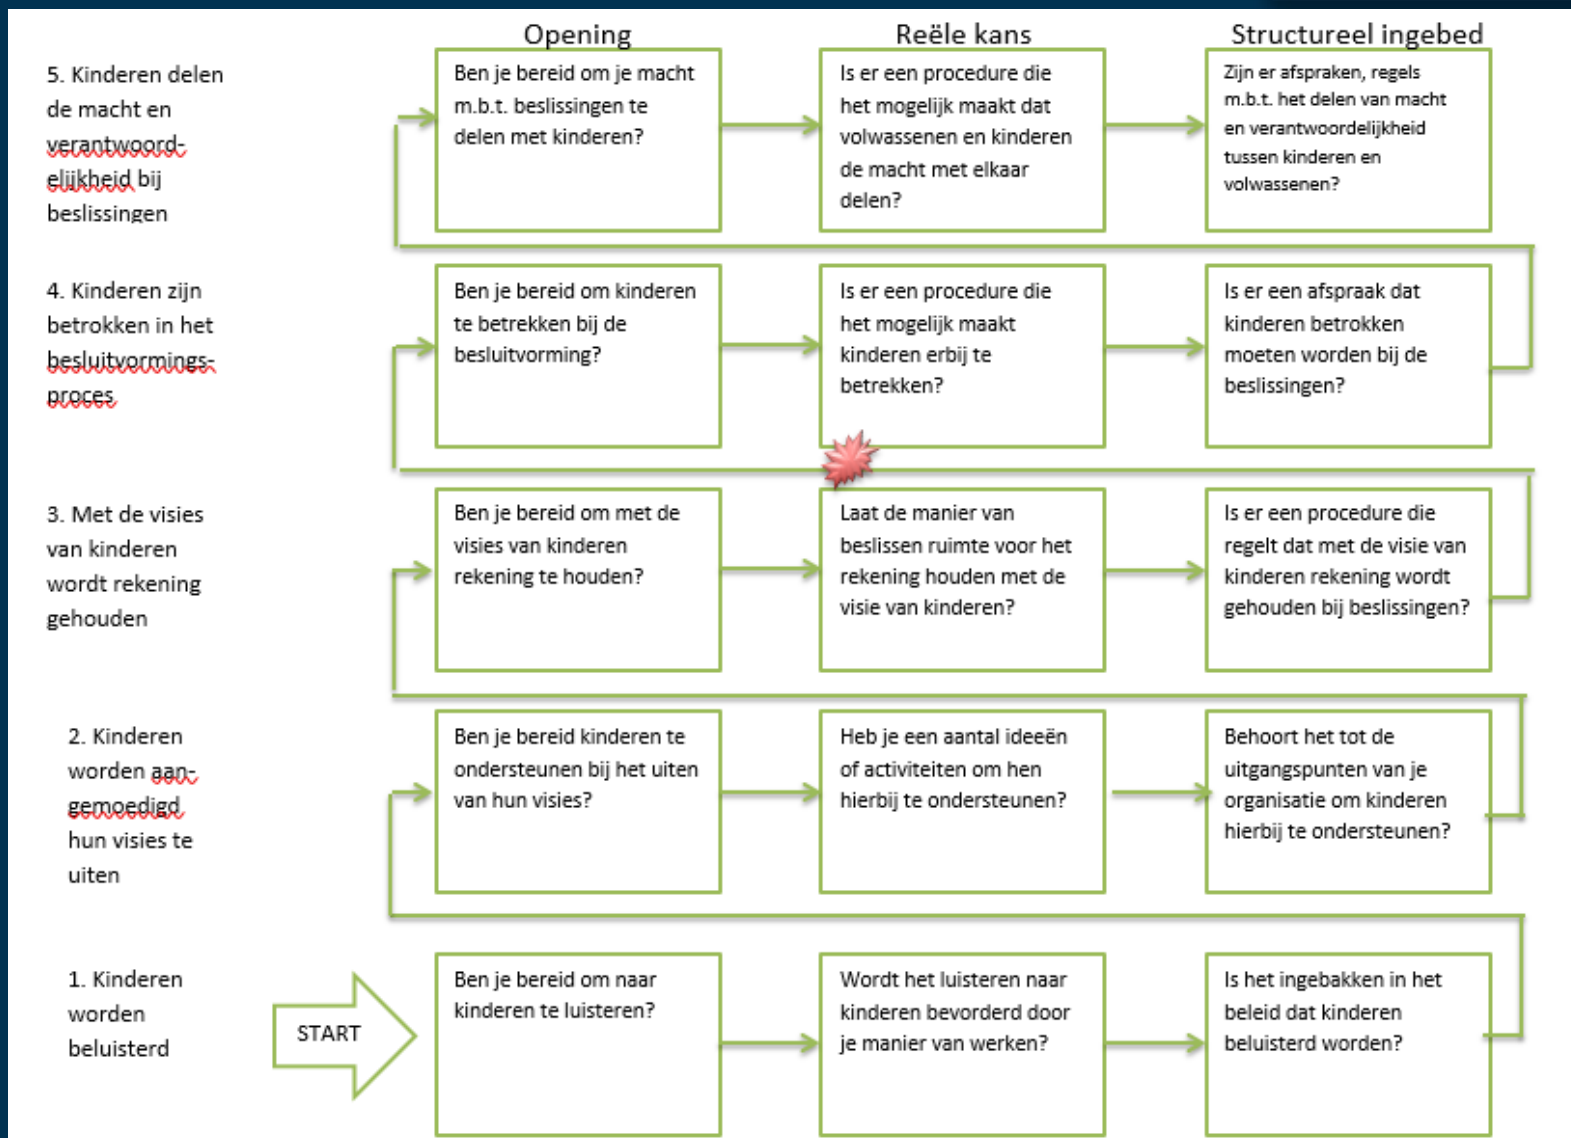 Opening
Reële kans
Structureel ingebed
5. Kinderen delen
de macht en
verantwoord-
elijkheid bij
beslissingen
Ben je bereid om je macht
m.b.t. beslissingen te
delen met kinderen?
Is er een procedure die
het mogelijk maakt dat
volwassenen en kinderen
de macht met elkaar
delen?
Zijn er afspraken, regels
m.b.t. het delen van macht
en verantwoordelijkheid
tussen kinderen en
volwassenen?
4. Kinderen zijn
betrokken in het
besluitvormings-
proces
Ben je bereid om kinderen
te betrekken bij de
besluitvorming?
Is er een procedure die
het mogelijk maakt
kinderen erbij te
betrekken?
Is er een afspraak dat
kinderen betrokken
moeten worden bij de
beslissingen?
3. Met de visies
van kinderen
wordt rekening
gehouden
Ben je bereid om met de
visies van kinderen
rekening te houden?
Laat de manier van
beslissen ruimte voor het
rekening houden met de
visie van kinderen?
Is er een procedure die
regelt dat met de visie van
kinderen rekening wordt
gehouden bij beslissingen?
2. Kinderen
worden aan-
gemoedigd
hun visies te
uiten
Ben je bereid kinderen te
ondersteunen bij het uiten
van hun visies?
Heb je een aantal ideeën
of activiteiten om hen
hierbij te ondersteunen?
Behoort het tot de
uitgangspunten van je
organisatie om kinderen
hierbij te ondersteunen?
1. Kinderen
worden
beluisterd
START
Ben je bereid om naar
kinderen te luisteren?
Wordt het luisteren naar
kinderen bevorderd door
je manier van werken?
Is het ingebakken in het
beleid dat kinderen
beluisterd worden?